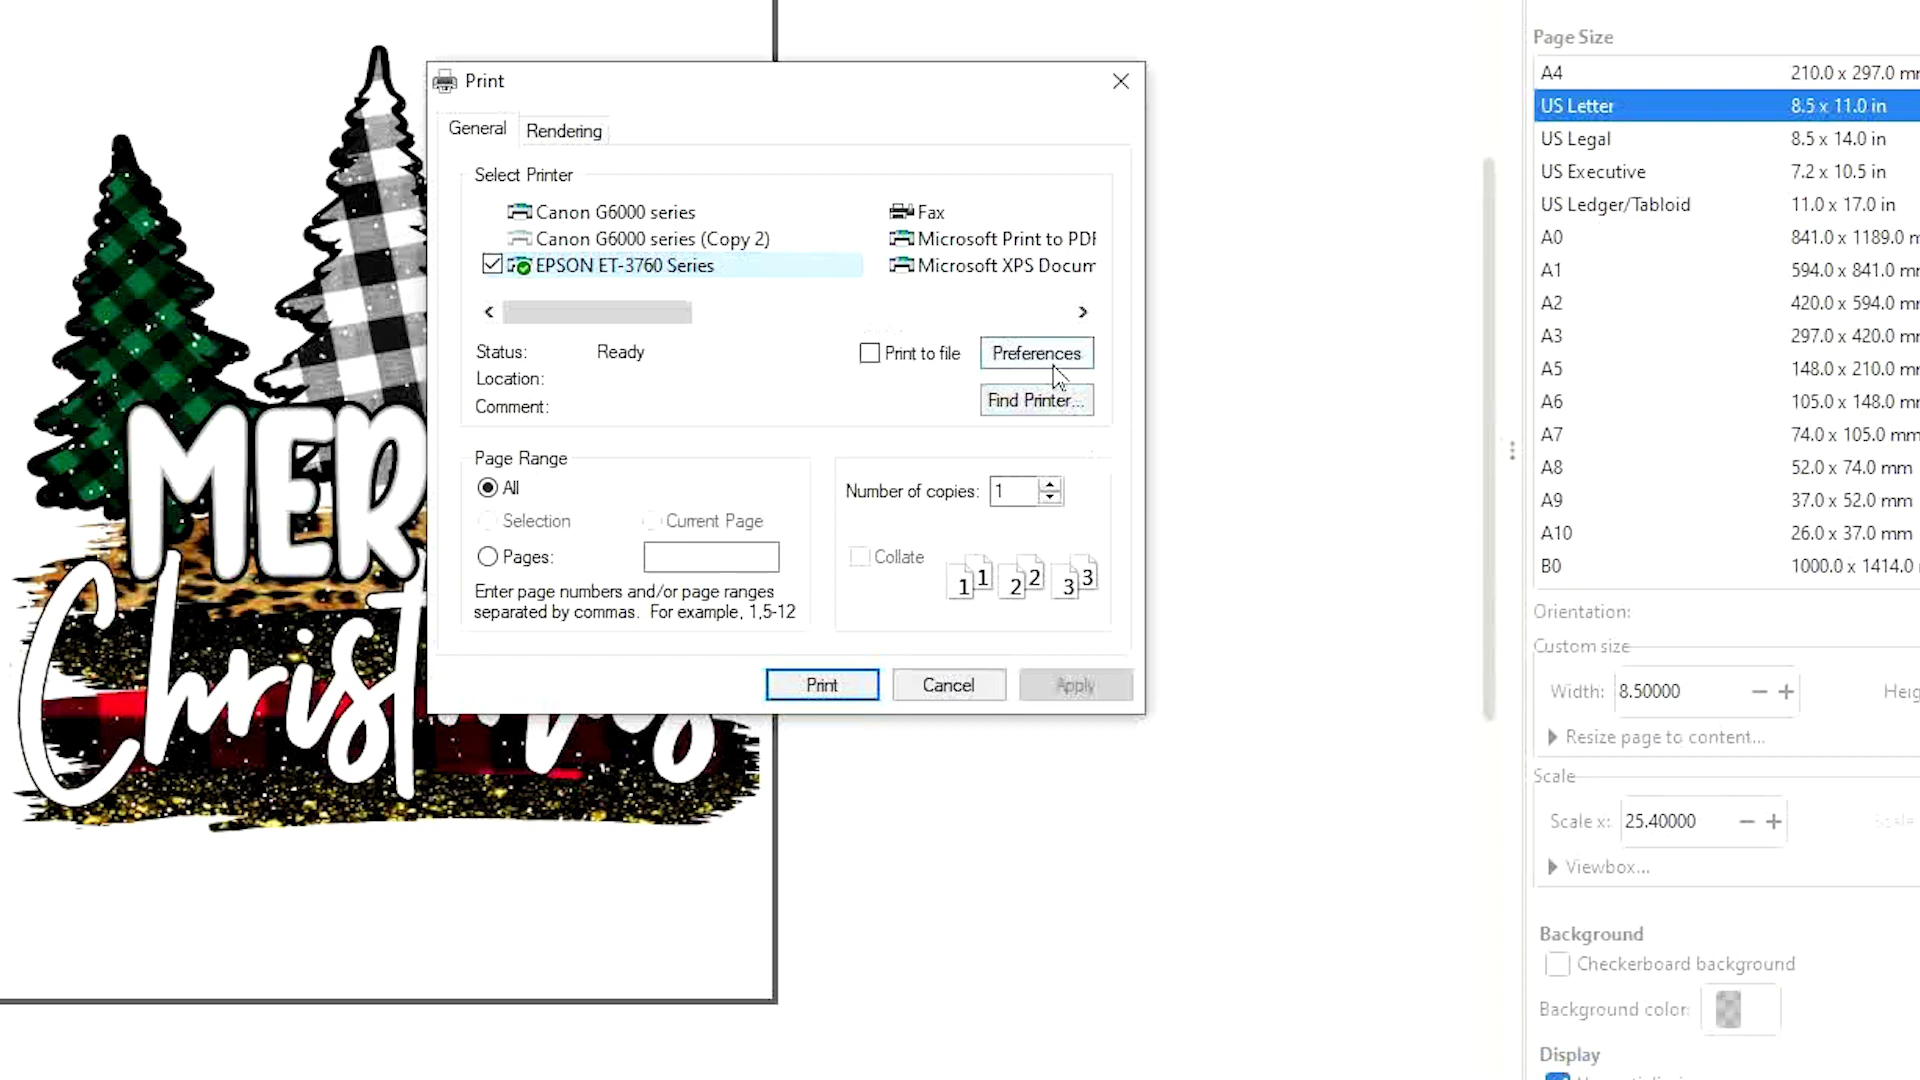 Print
General
Rendering
Select Printer
Canon G6000 series
Canon G6000 series (Copy 2)
EPSON ET-3760 Series
Fax
Microsoft Print to PDF
Microsoft XPS Docum
Status:
Ready
Location:
Comment:
Print to file
Preferences
Find Printer...
Page Range
All
Selection
Current Page
Pages:
Enter page numbers and/or page ranges
separated by commas. For example, 1,5-12
Number of copies:
1
Collate
1 1 2 2 3 3
Print
Cancel
Apply
MER
Christmas
Page Size
A4 210.0 x 297.0 mm
US Letter 8.5 x 11.0 in
US Legal 8.5 x 14.0 in
US Executive 7.2 x 10.5 in
US Ledger/Tabloid 11.0 x 17.0 in
A0 841.0 x 1189.0 m
A1 594.0 x 841.0 mm
A2 420.0 x 594.0 mm
A3 297.0 x 420.0 mm
A5 148.0 x 210.0 mm
A6 105.0 x 148.0 mm
A7 74.0 x 105.0 mm
A8 52.0 x 74.0 mm
A9 37.0 x 52.0 mm
A10 26.0 x 37.0 mm
B0 1000.0 x 1414.0
Orientation:
Custom size
Width: 8.50000
Heig
Resize page to content...
Scale
Scale x: 25.40000
Scale
Viewbox...
Background
Checkerboard background
Background color:
Display